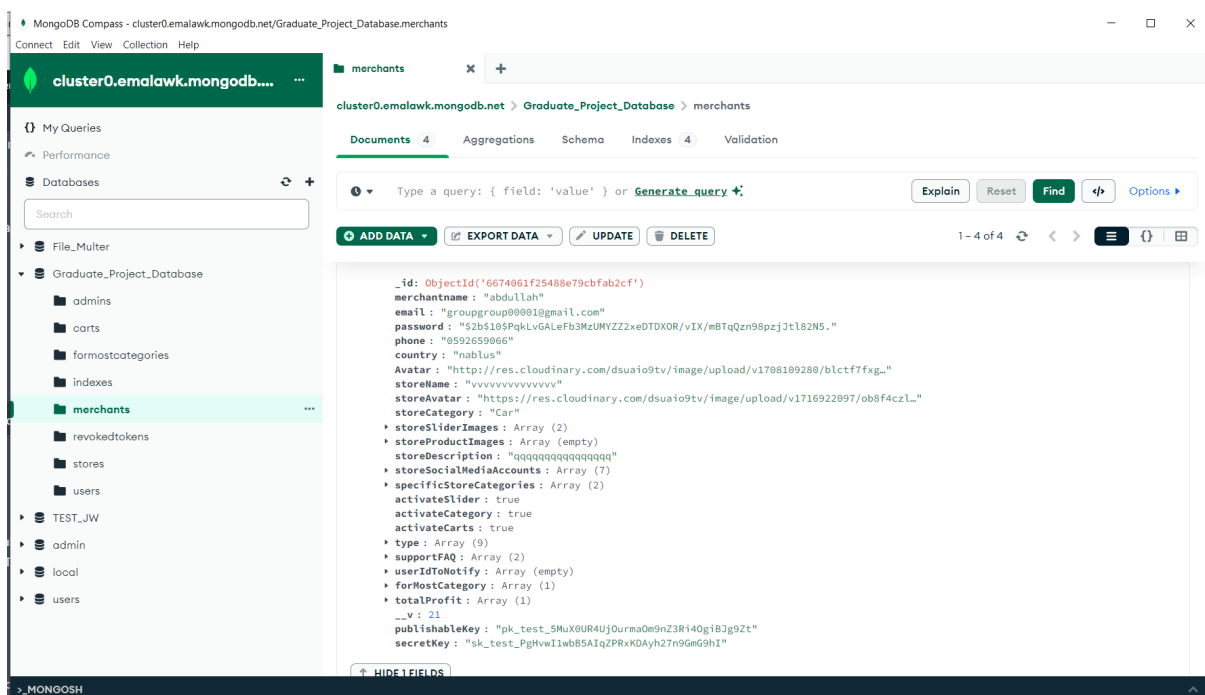 MongoDB Compass - cluster0.emalawk.mongodb.net/Graduate_Project_Database.merchants
Connect Edit View Collection Help
cluster0.emalawk.mongodb....
My Queries
Performance
Databases
Search
File_Multer
Graduate_Project_Database
admins
carts
formostcategories
indexes
merchants
revokedtokens
stores
users
TEST_JW
admin
local
users
merchants
cluster0.emalawk.mongodb.net > Graduate_Project_Database > merchants
Documents 4 Aggregations Schema Indexes 4 Validation
Type a query: { field: 'value' } or Generate query
Explain Reset Find </> Options
ADD DATA EXPORT DATA UPDATE DELETE 1 – 4 of 4 {}
_id: ObjectId('6674061f25488e79cbfab2cf')
merchantname : "abdullah"
email : "groupgroup00001@gmail.com"
password : "$2b$10$PqkLvGALeFb3MzUMYZZ2xeDTDXOR/vIX/mBTqQzn98pzjJtl82N5."
phone : "0592659066"
country : "nablus"
Avatar : "http://res.cloudinary.com/dsuaio9tv/image/upload/v1708109280/blctf7fxg…"
storeName : "vvvvvvvvvvvvvv"
storeAvatar : "https://res.cloudinary.com/dsuaio9tv/image/upload/v1716922097/ob8f4czl…"
storeCategory : "Car"
storeSliderImages : Array (2)
storeProductImages : Array (empty)
storeDescription : "qqqqqqqqqqqqqqqq"
storeSocialMediaAccounts : Array (7)
specificStoreCategories : Array (2)
activateSlider : true
activateCategory : true
activateCarts : true
type : Array (9)
supportFAQ : Array (2)
userIdToNotify : Array (empty)
forMostCategory : Array (1)
totalProfit : Array (1)
__v : 21
publishableKey : "pk_test_5MuX0UR4UjOurmaOm9nZ3Ri4OgiBJg9Zt"
secretKey : "sk_test_PgHvwI1wbB5AIqZPRxKDAyh27n9GmG9hI"
HIDE 1 FIELDS
>_MONGOSH